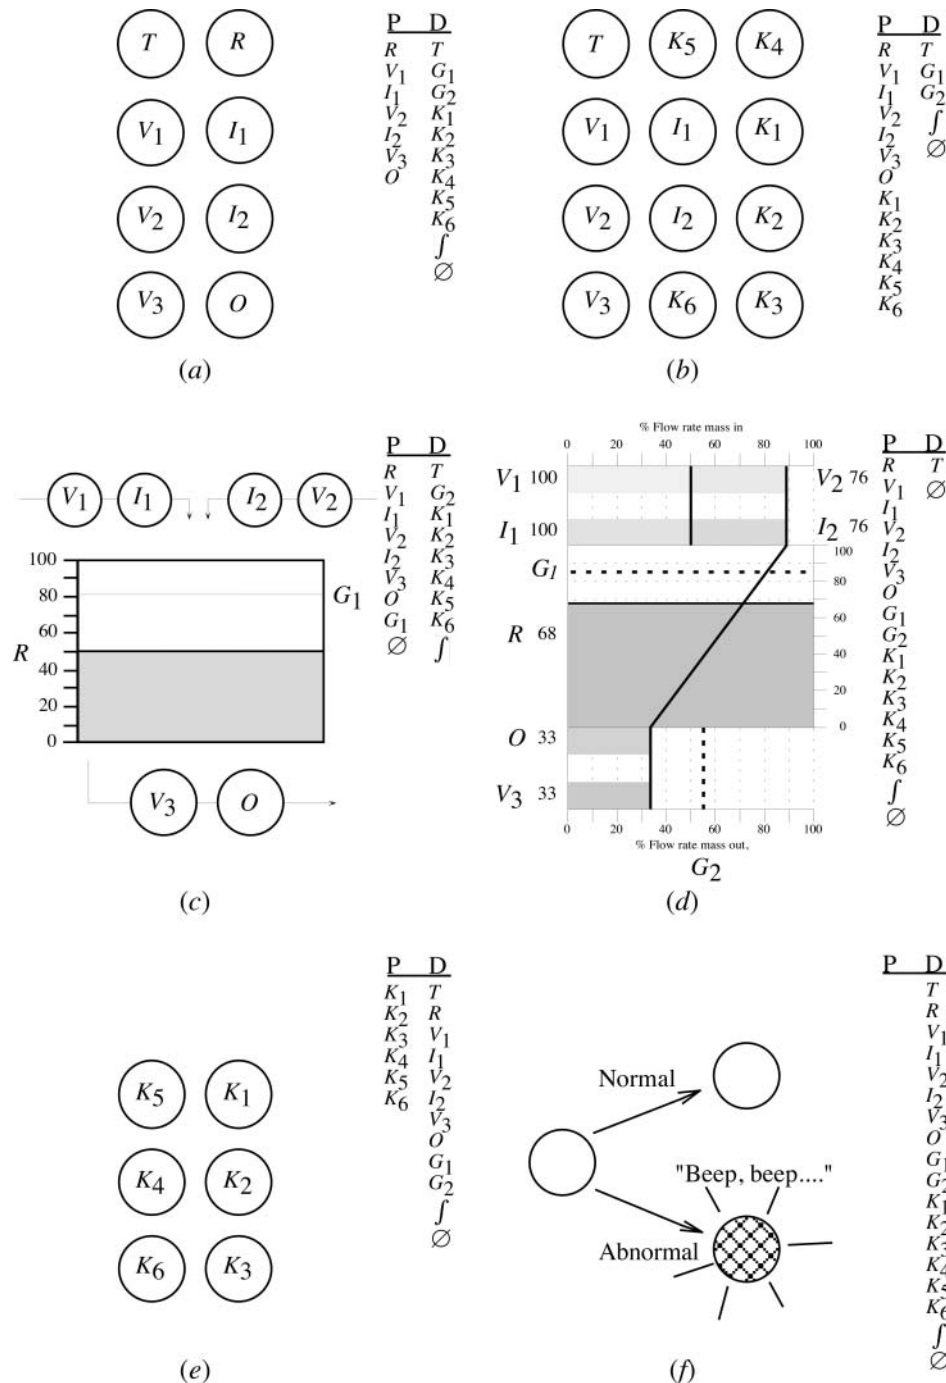 T R
V1 I1
V2 I2
V3 O
P D
R T
V1 G1
I1 G2
V2 K1
I2 K2
V3 K3
O K4
K5
K6
∫
∅
(a)
T K5 K4
V1 I1 K1
V2 I2 K2
V3 K6 K3
P D
R T
V1 G1
I1 G2
V2 ∫
I2 ∅
V3
O
K1
K2
K3
K4
K5
K6
(b)
V1 I1 I2 V2
100
80
60
R
40
20
0
G1
V3 O
P D
R T
V1 G2
I1 K1
V2 K2
I2 K3
V3 K4
O K5
G1 K6
∅ ∫
(c)
% Flow rate mass in
0 20 40 60 80 100
V1 100 V2 76
I1 100 I2 76
G1
R 68
100
80
60
40
20
0
O 33
V3 33
0 20 40 60 80 100
% Flow rate mass out,
G2
P D
R T
V1 ∅
I1
V2
I2
V3
O
G1
G2
K1
K2
K3
K4
K5
K6
∫
∅
(d)
K5 K1
K4 K2
K6 K3
P D
K1 T
K2 R
K3 V1
K4 I1
K5 V2
K6 I2
V3
O
G1
G2
∫
∅
(e)
Normal
"Beep, beep...."
Abnormal
P D
T
R
V1
I1
V2
I2
V3
O
G1
G2
K1
K2
K3
K4
K5
K6
∫
∅
(f)